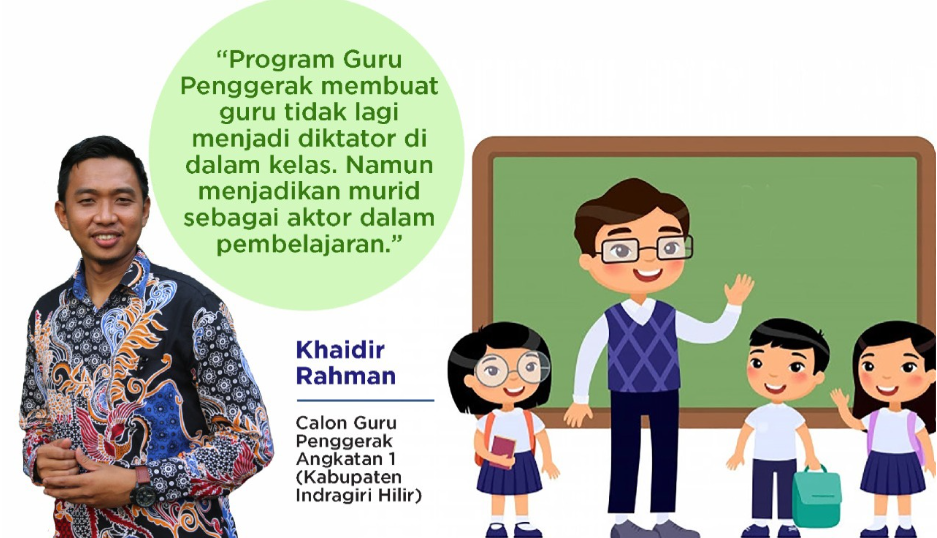 “Program Guru
Penggerak membuat
guru tidak lagi
menjadi diktator di
dalam kelas. Namun
menjadikan murid
sebagai aktor dalam
pembelajaran.”
Khaidir
Rahman
Calon Guru
Penggerak
Angkatan 1
(Kabupaten
Indragiri Hilir)